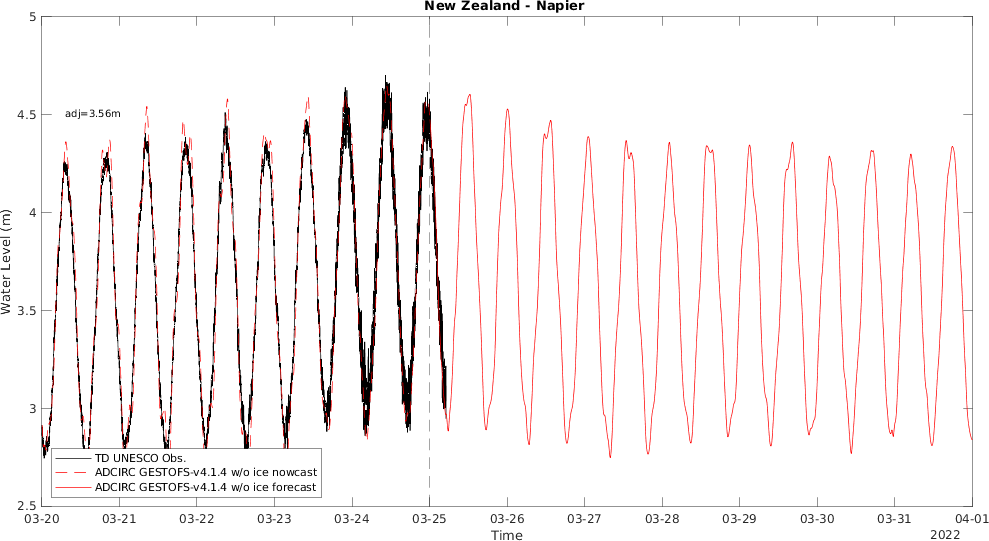 New Zealand - Napier
5
4.5
4
3.5
3
2.5
Water Level (m)
adj=3.56m
TD UNESCO Obs.
ADCIRC GESTOFS-v4.1.4 w/o ice nowcast
ADCIRC GESTOFS-v4.1.4 w/o ice forecast
03-20 03-21 03-22 03-23 03-24 03-25 03-26 03-27 03-28 03-29 03-30 03-31 04-01
Time
2022